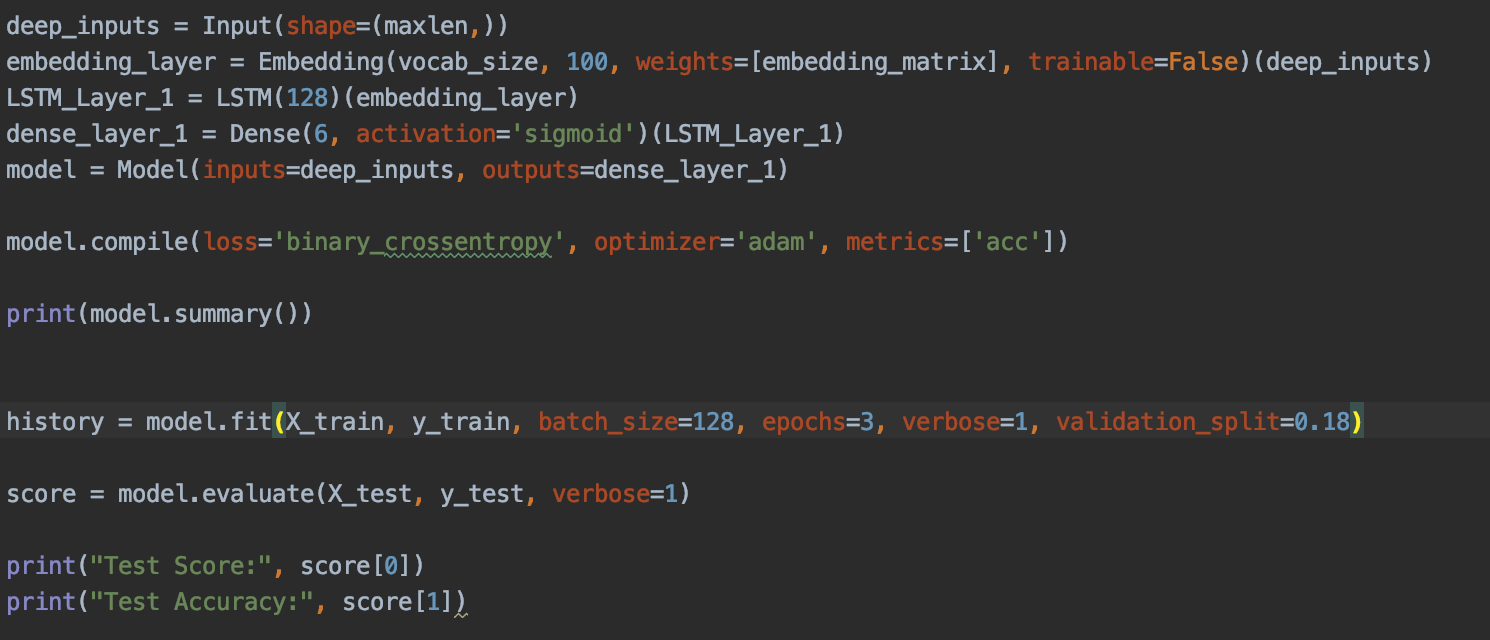 deep_inputs = Input(shape=(maxlen,))
embedding_layer = Embedding(vocab_size, 100, weights=[embedding_matrix], trainable=False)(deep_inputs)
LSTM_Layer_1 = LSTM(128)(embedding_layer)
dense_layer_1 = Dense(6, activation='sigmoid')(LSTM_Layer_1)
model = Model(inputs=deep_inputs, outputs=dense_layer_1)
model.compile(loss='binary_crossentropy', optimizer='adam', metrics=['acc'])
print(model.summary())
history = model.fit(X_train, y_train, batch_size=128, epochs=3, verbose=1, validation_split=0.18)
score = model.evaluate(X_test, y_test, verbose=1)
print("Test Score:", score[0])
print("Test Accuracy:", score[1])